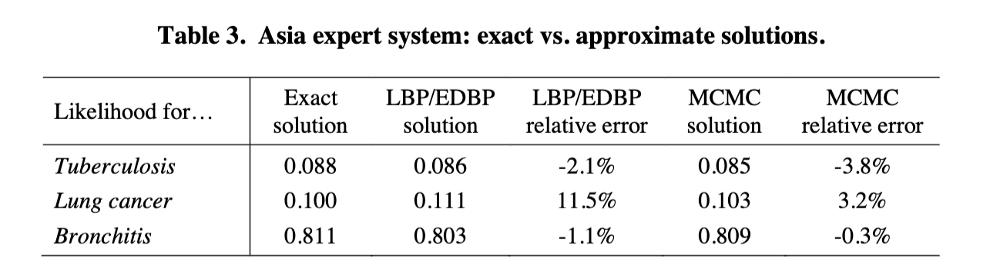 Table 3. Asia expert system: exact vs. approximate solutions.
Likelihood for… Exact solution LBP/EDBP solution LBP/EDBP relative error MCMC solution MCMC relative error
Tuberculosis 0.088 0.086 -2.1% 0.085 -3.8%
Lung cancer 0.100 0.111 11.5% 0.103 3.2%
Bronchitis 0.811 0.803 -1.1% 0.809 -0.3%